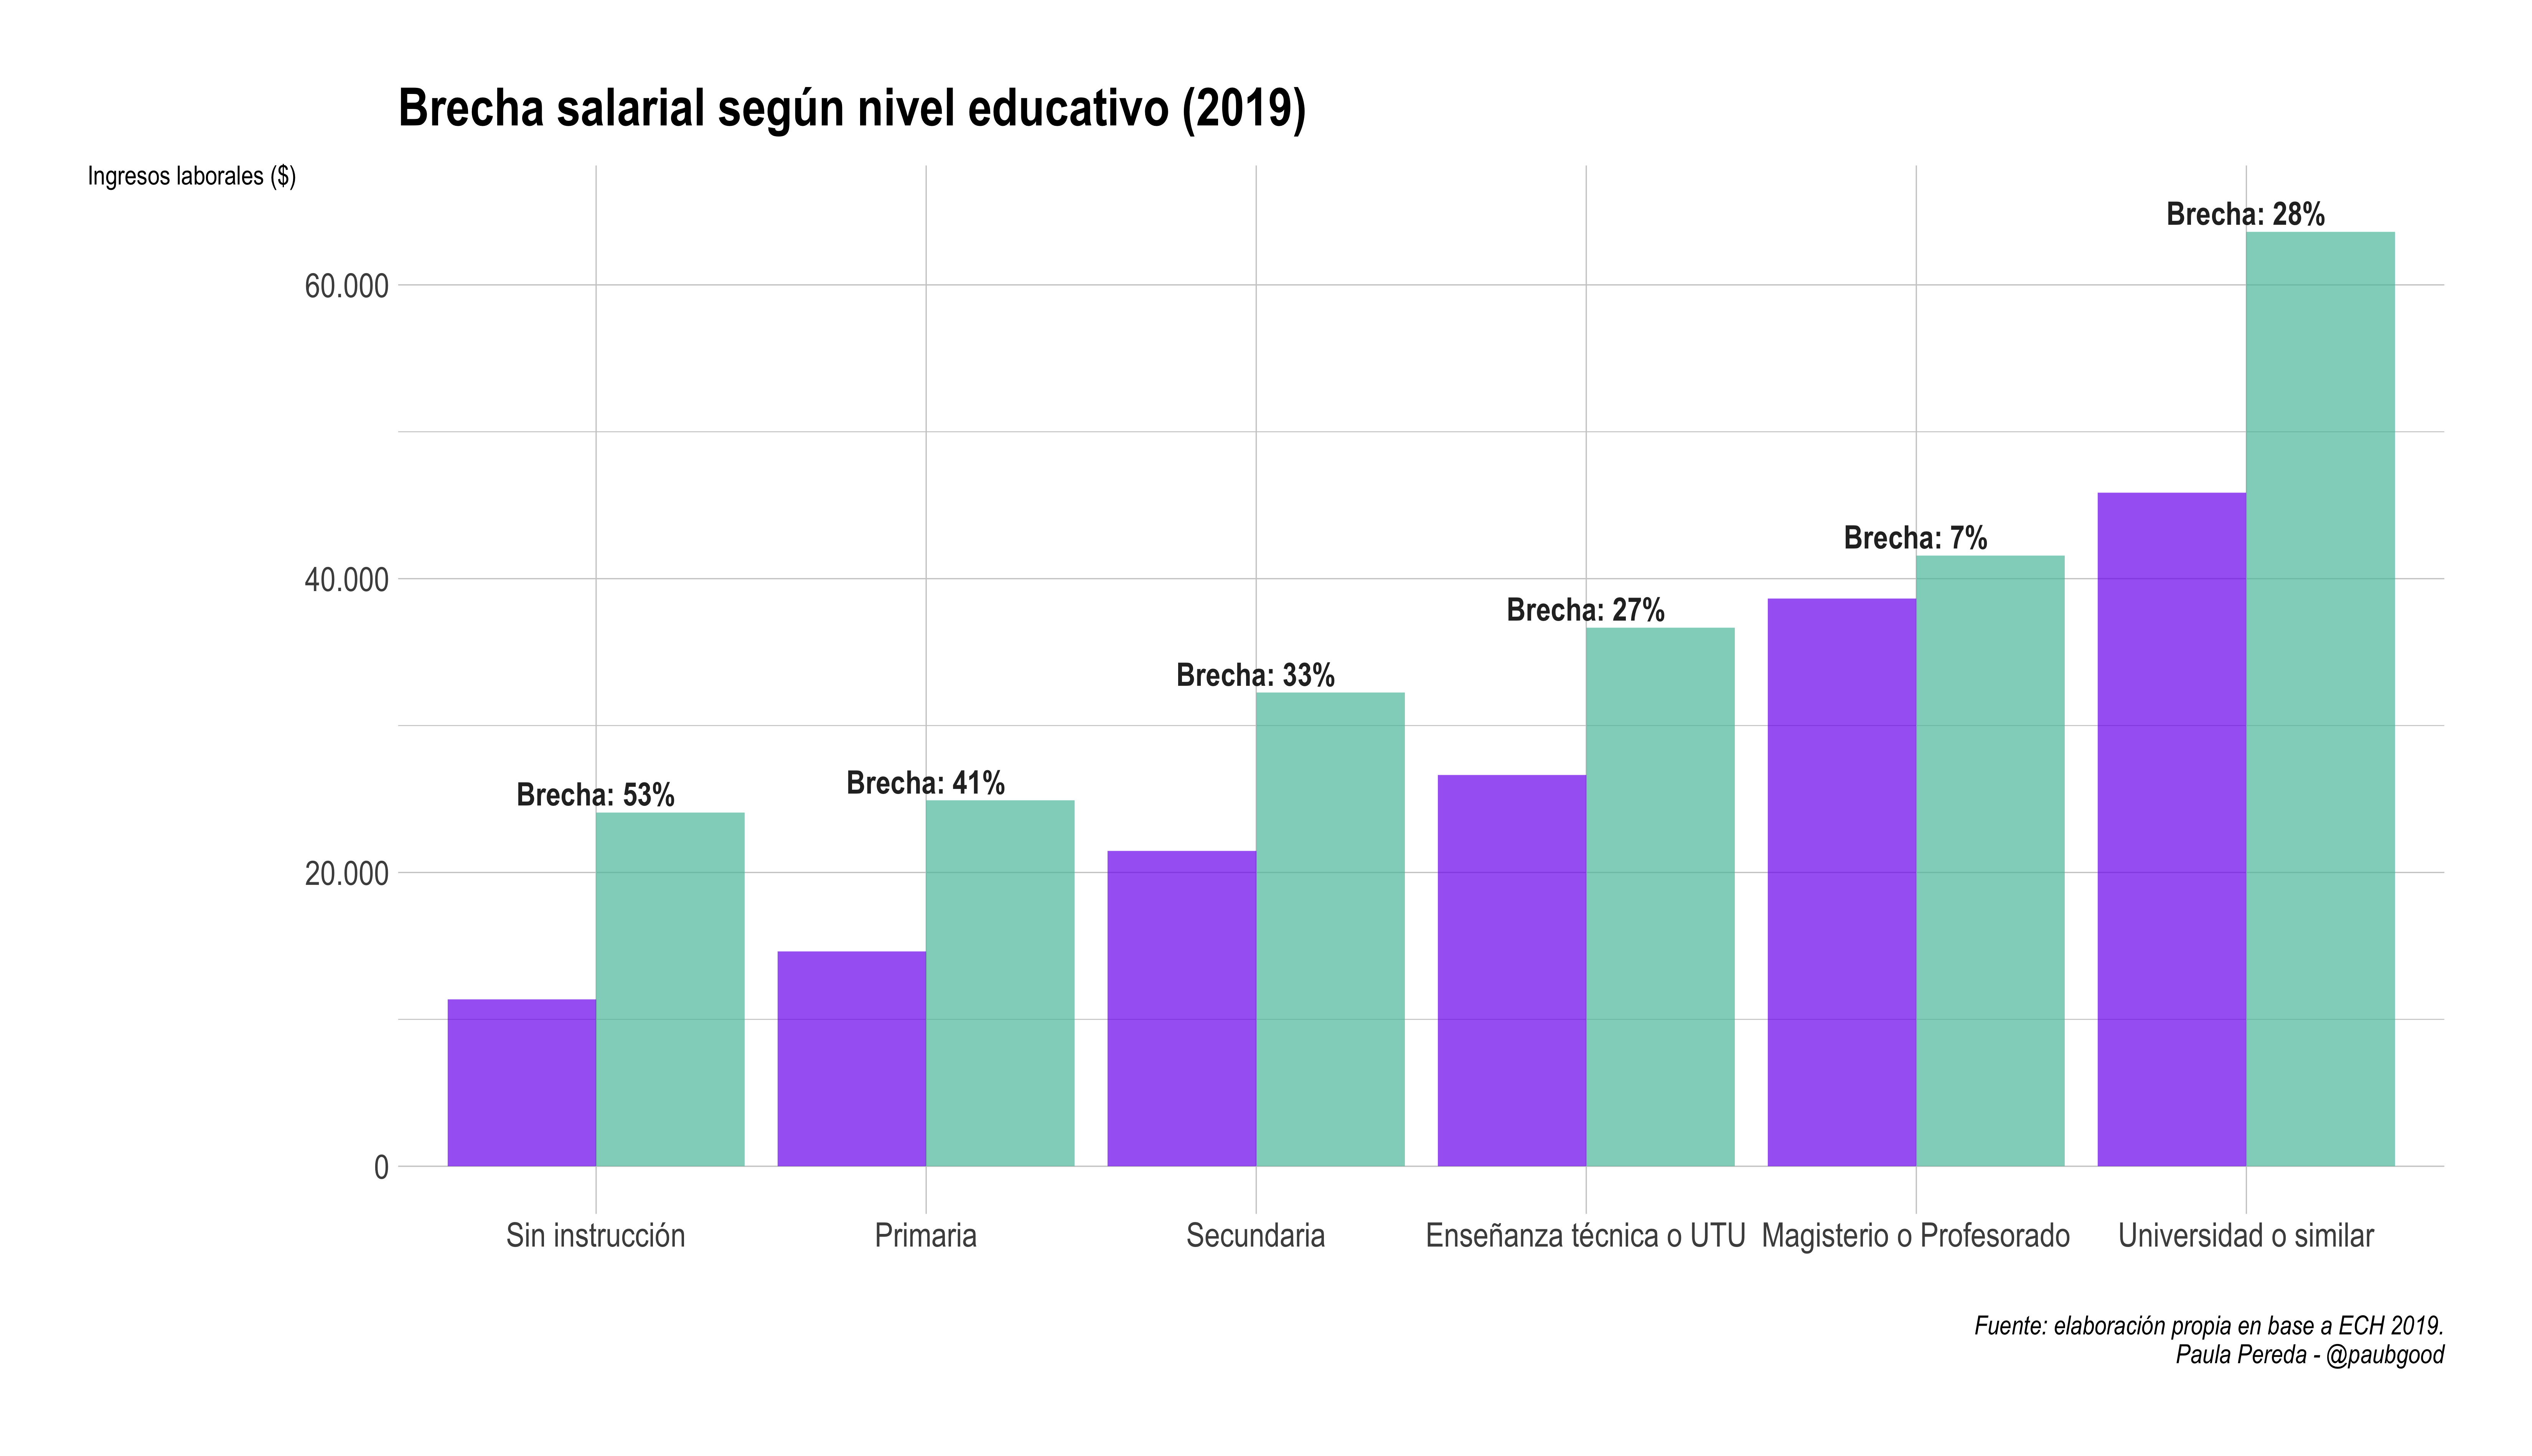 Brecha salarial según nivel educativo (2019)
Ingresos laborales ($)
Brecha: 28%
60.000
Brecha: 7%
40.000
Brecha: 27%
Brecha: 33%
Brecha: 41%
Brecha: 53%
20.000
0
Sin instrucción Primaria Secundaria Enseñanza técnica o UTU Magisterio o Profesorado Universidad o similar
Fuente: elaboración propia en base a ECH 2019.
Paula Pereda - @paubgood